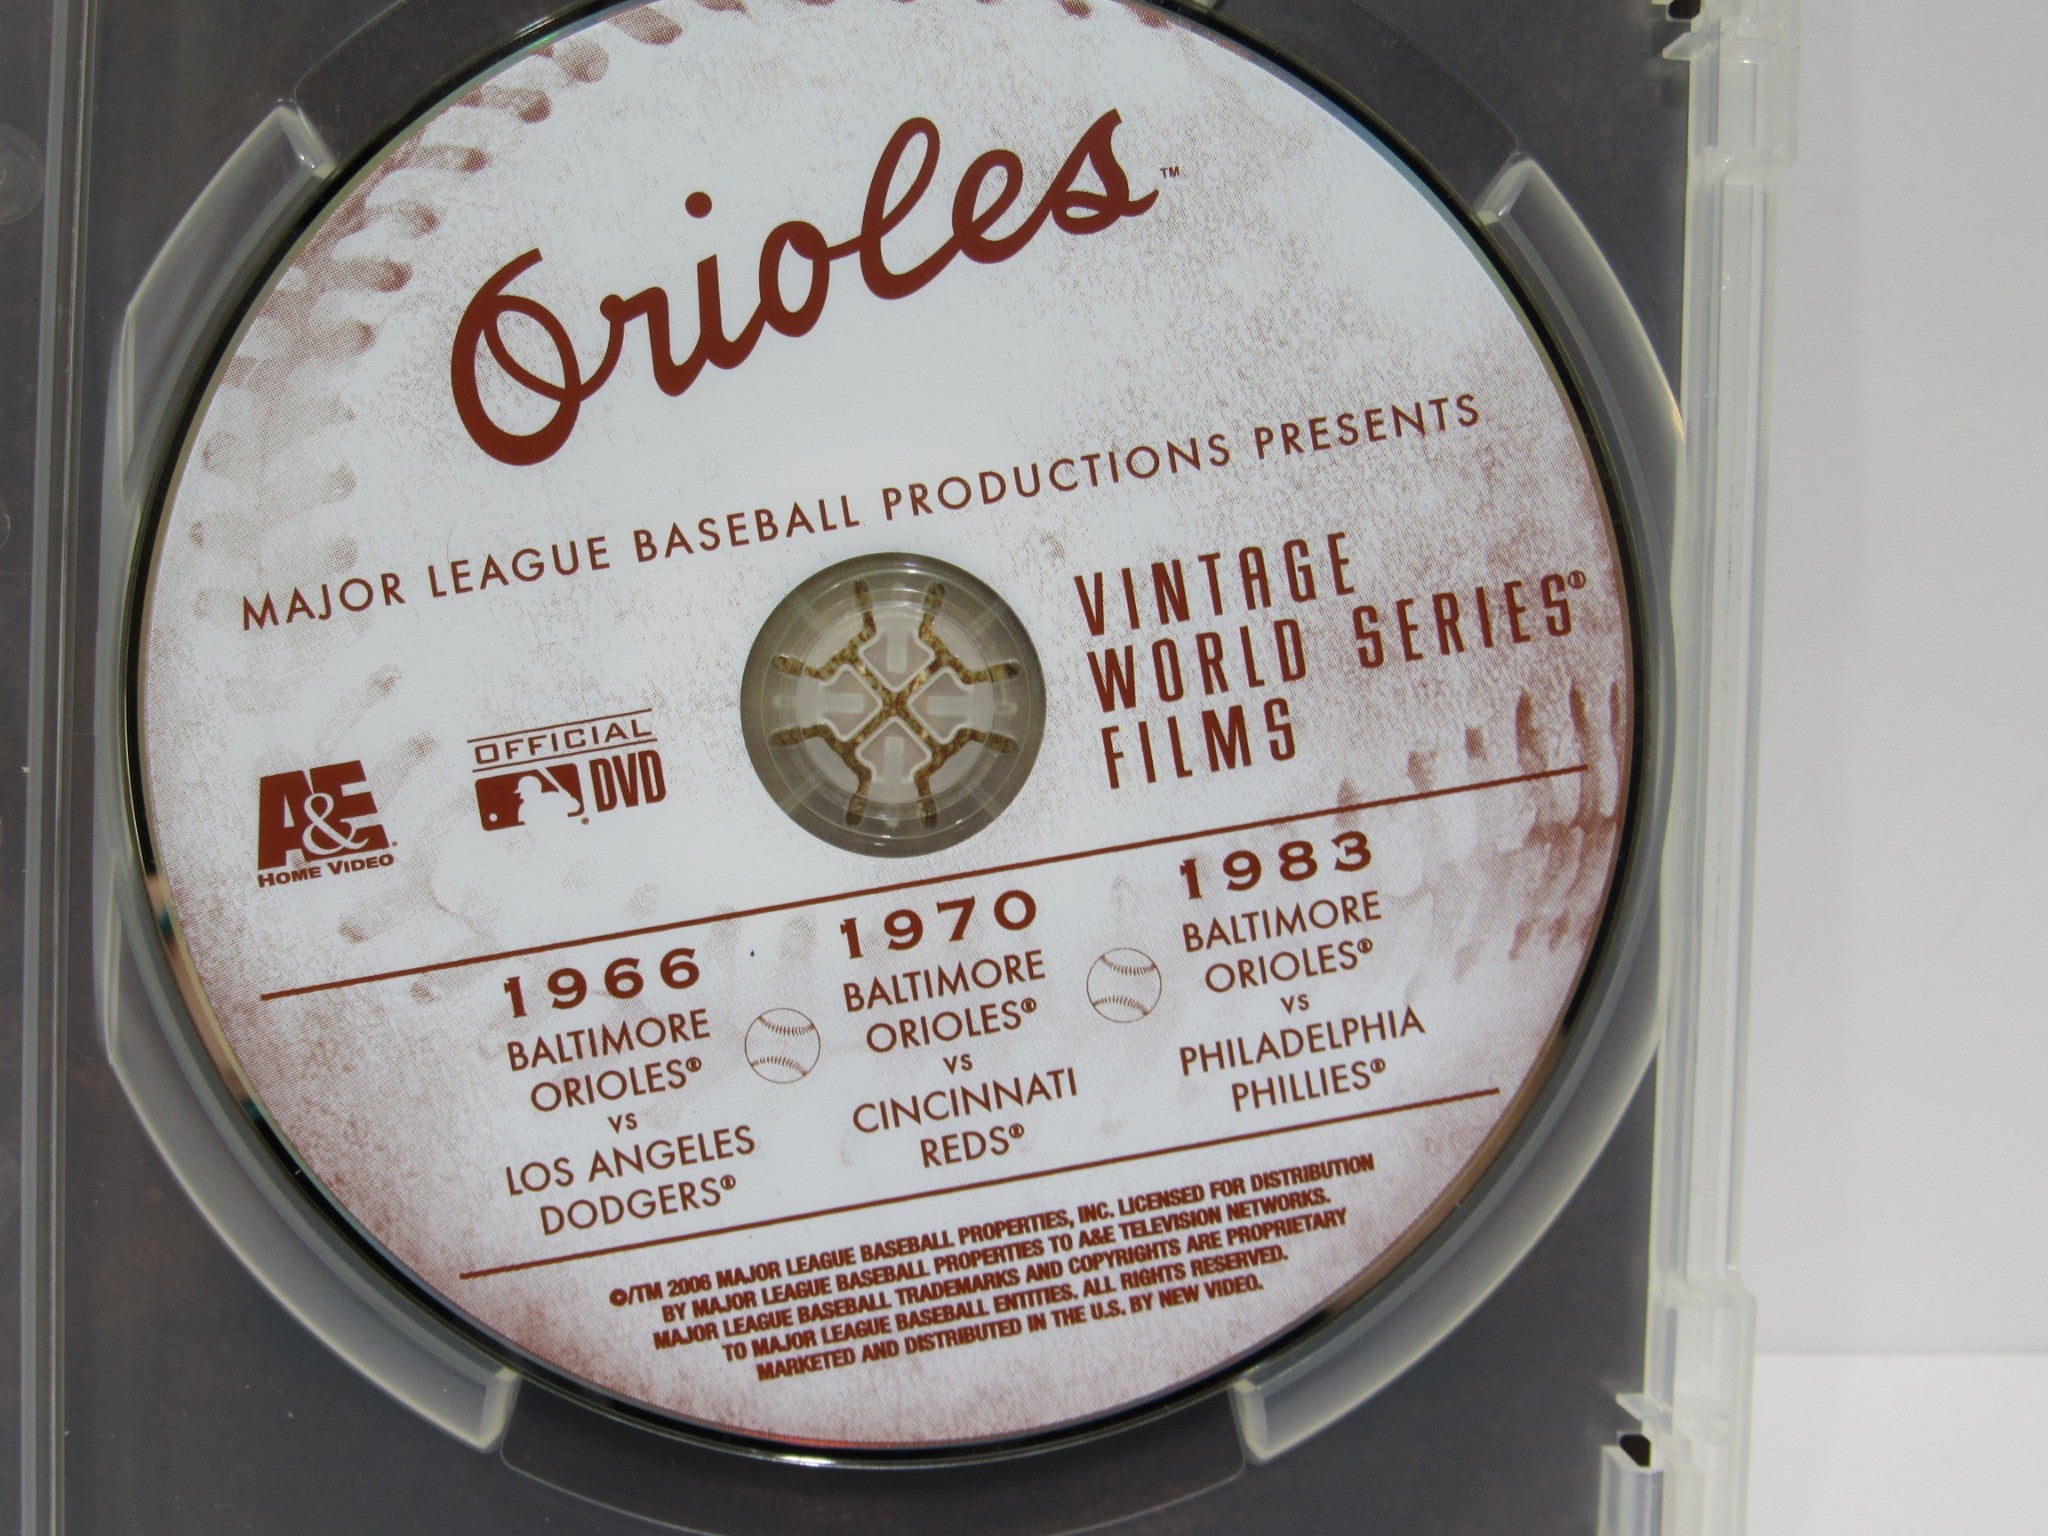 Orioles™
MAJOR LEAGUE BASEBALL PRODUCTIONS PRESENTS
VINTAGE
WORLD SERIES®
FILMS
A&E®
HOME VIDEO
OFFICIAL
DVD
1966
BALTIMORE
ORIOLES®
VS
LOS ANGELES
DODGERS®
1970
BALTIMORE
ORIOLES®
VS
CINCINNATI
REDS®
1983
BALTIMORE
ORIOLES®
VS
PHILADELPHIA
PHILLIES®
©/TM 2006 MAJOR LEAGUE BASEBALL PROPERTIES, INC. LICENSED FOR DISTRIBUTION
BY MAJOR LEAGUE BASEBALL PROPERTIES TO A&E TELEVISION NETWORKS.
MAJOR LEAGUE BASEBALL TRADEMARKS AND COPYRIGHTS ARE PROPRIETARY
TO MAJOR LEAGUE BASEBALL ENTITIES. ALL RIGHTS RESERVED.
MARKETED AND DISTRIBUTED IN THE U.S. BY NEW VIDEO.